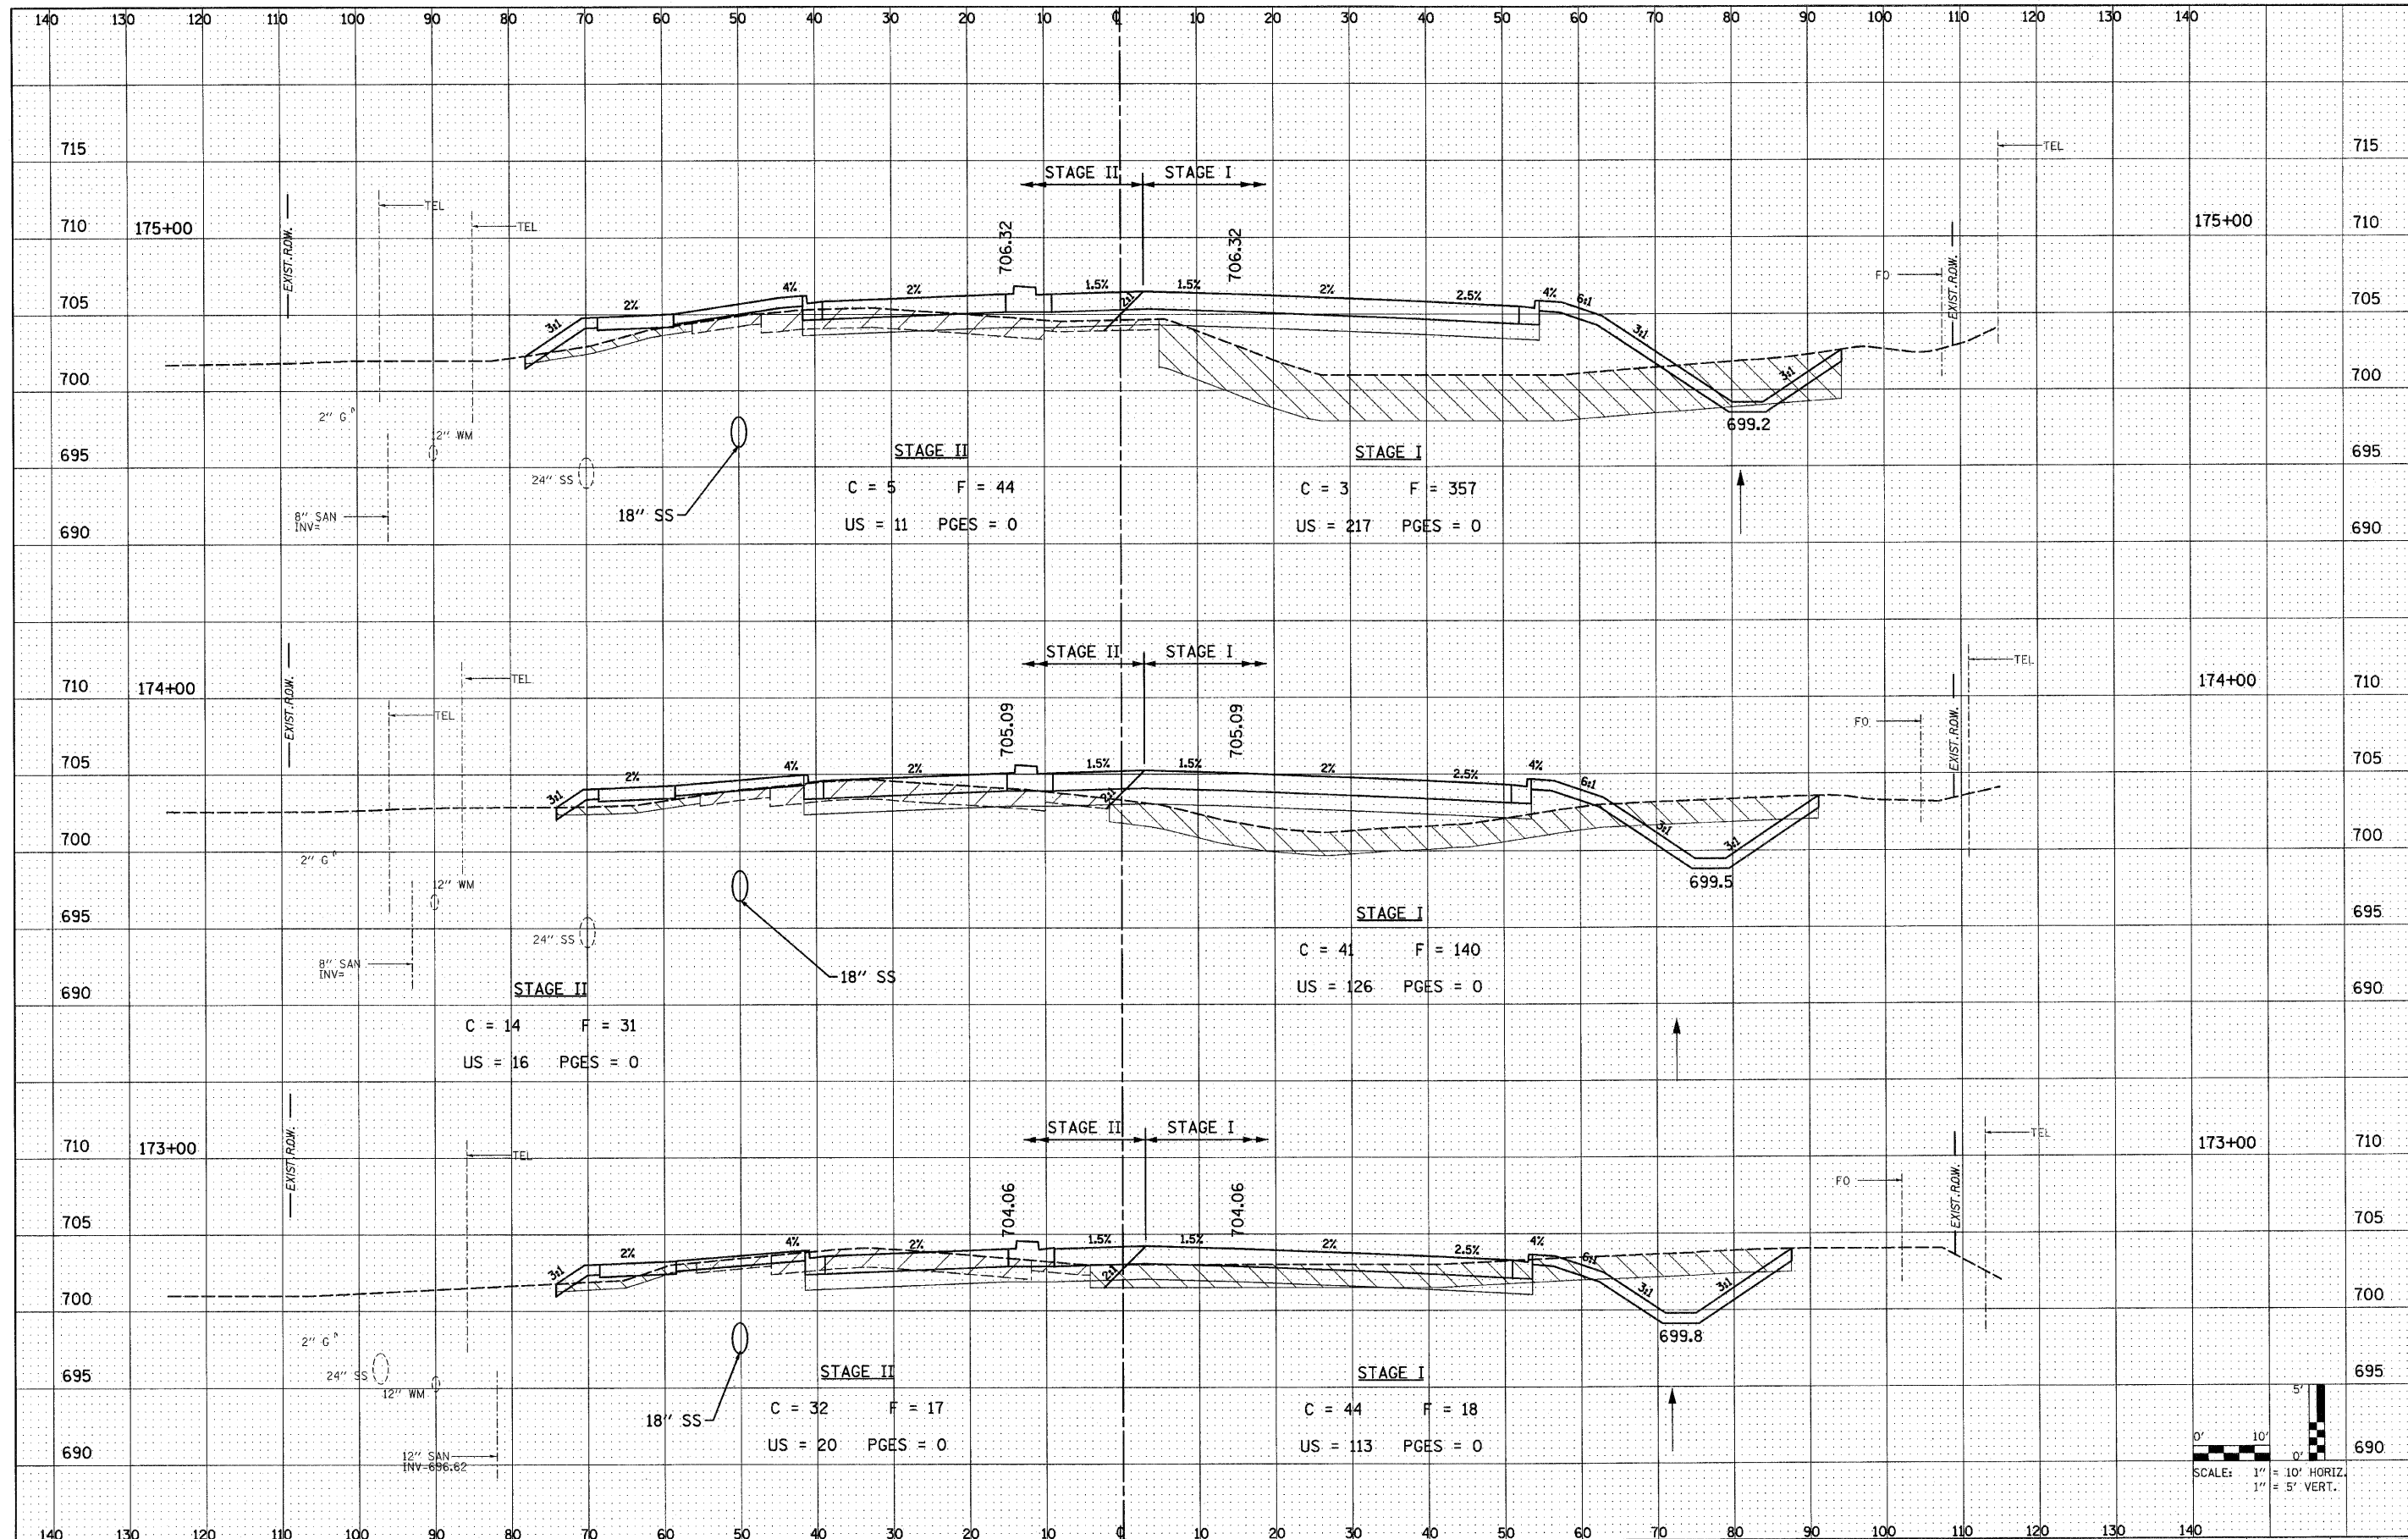 140 130 120 110 100 90 80 70 60 50 40 30 20 10 ℄ 10 20 30 40 50 60 70 80 90 100 110 120 130 140
715 715
TEL
STAGE II STAGE I
TEL
TEL
710 175+00 175+00 710
EXIST. R.O.W.
706.32 706.32
EXIST. R.O.W.
FO
705 705
3:1 2% 4% 2% 1.5% 2:1 1.5% 2% 2.5% 4% 6:1 3:1 3:1
700 700
2" G
699.2
12" WM
695 695
24" SS
18" SS
8" SAN
INV=
STAGE II
C = 5 F = 44
US = 11 PGES = 0
STAGE I
C = 3 F = 357
US = 217 PGES = 0
690 690
STAGE II STAGE I
TEL
TEL
TEL
710 174+00 174+00 710
EXIST. R.O.W.
705.09 705.09
EXIST. R.O.W.
FO
705 705
3:1 2% 4% 2% 1.5% 2:1 1.5% 2% 2.5% 4% 6:1 3:1 3:1
700 700
2" G
699.5
12" WM
695 695
24" SS
18" SS
8" SAN
INV=
STAGE I
C = 41 F = 140
US = 126 PGES = 0
690 690
STAGE II
C = 14 F = 31
US = 16 PGES = 0
STAGE II STAGE I
TEL
TEL
710 173+00 173+00 710
EXIST. R.O.W.
704.06 704.06
EXIST. R.O.W.
FO
705 705
3:1 2% 4% 2% 1.5% 2:1 1.5% 2% 2.5% 4% 6:1 3:1 3:1
700 700
2" G
699.8
24" SS
12" WM
695 695
18" SS
12" SAN
INV=696.62
STAGE II
C = 32 F = 17
US = 20 PGES = 0
STAGE I
C = 44 F = 18
US = 113 PGES = 0
690 690
5'
0' 10' 0'
SCALE: 1" = 10' HORIZ.
1" = 5' VERT.
140 130 120 110 100 90 80 70 60 50 40 30 20 10 ℄ 10 20 30 40 50 60 70 80 90 100 110 120 130 140